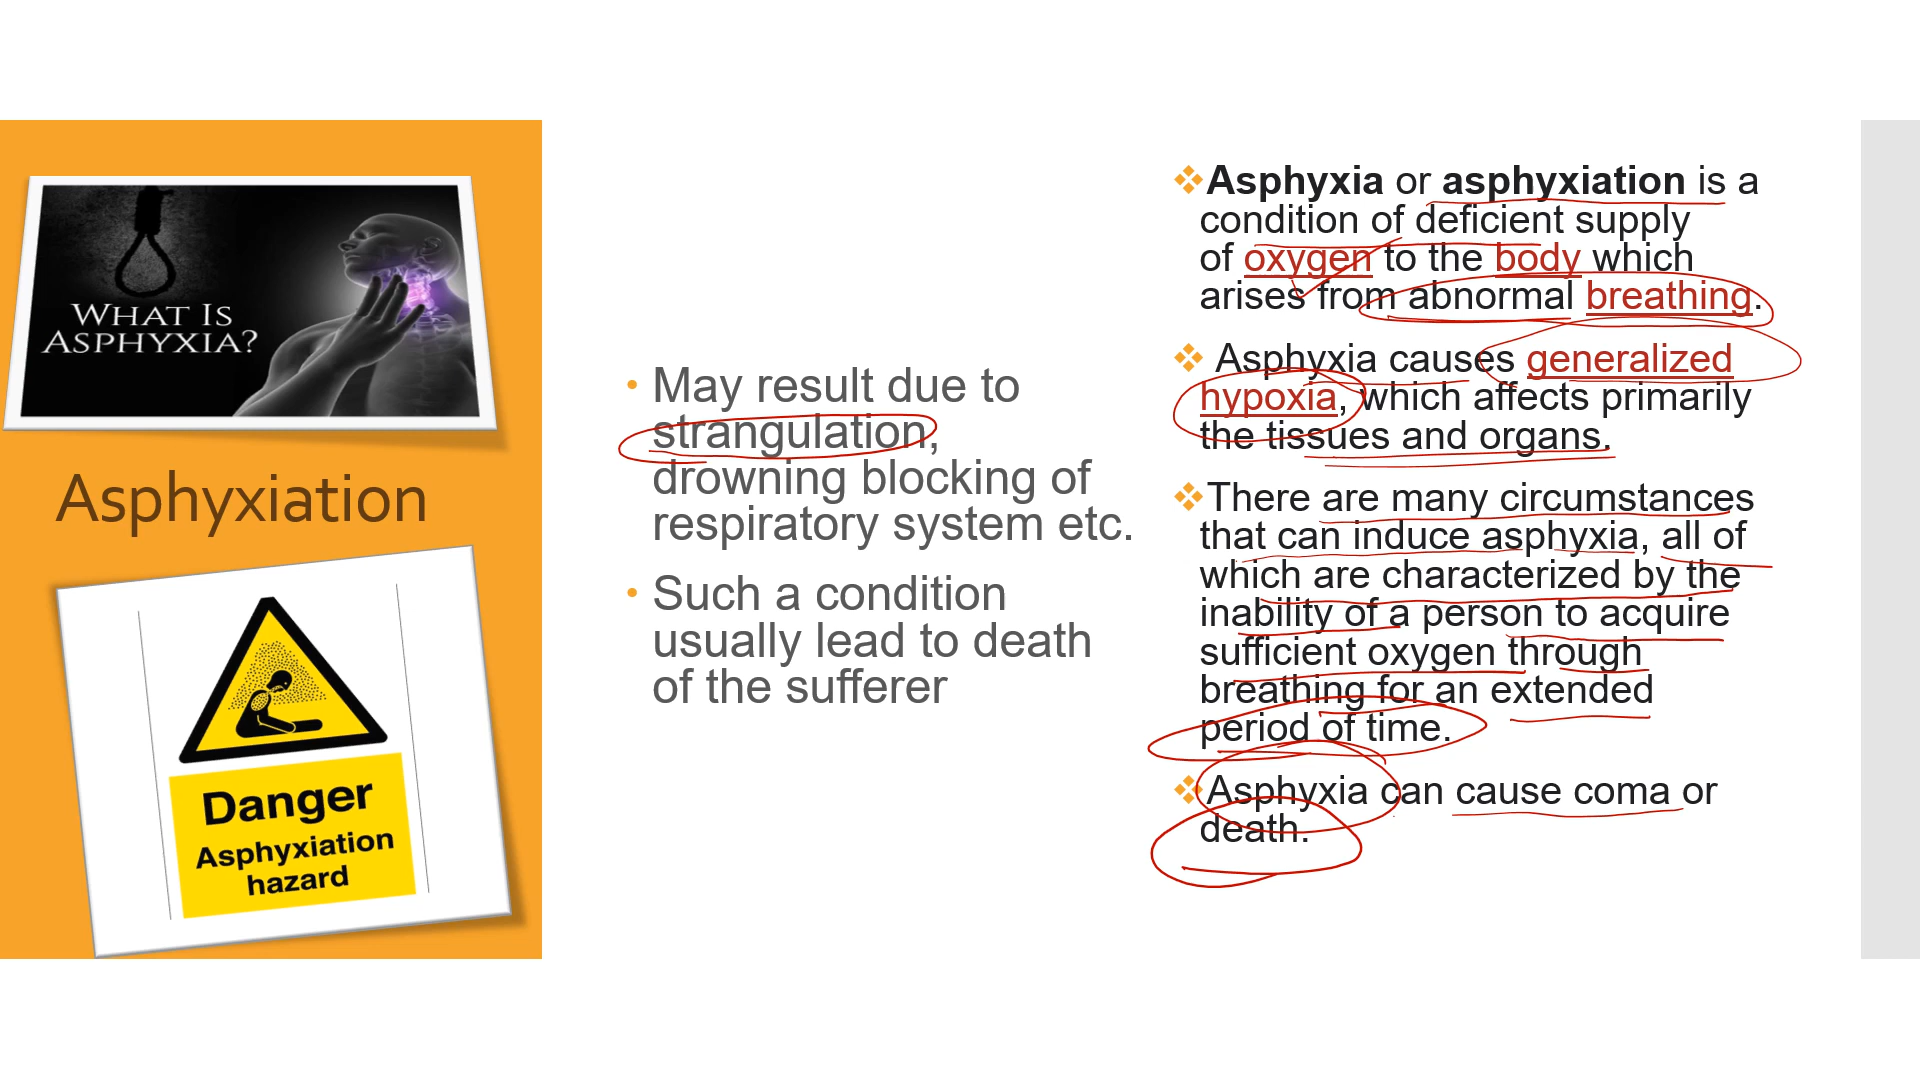 WHAT IS
ASPHYXIA?
Asphyxiation
Danger
Asphyxiation
hazard
• May result due to
strangulation,
drowning blocking of
respiratory system etc.
• Such a condition
usually lead to death
of the sufferer
❖Asphyxia or asphyxiation is a
condition of deficient supply
of oxygen to the body which
arises from abnormal breathing.
❖ Asphyxia causes generalized
hypoxia, which affects primarily
the tissues and organs.
❖There are many circumstances
that can induce asphyxia, all of
which are characterized by the
inability of a person to acquire
sufficient oxygen through
breathing for an extended
period of time.
❖Asphyxia can cause coma or
death.